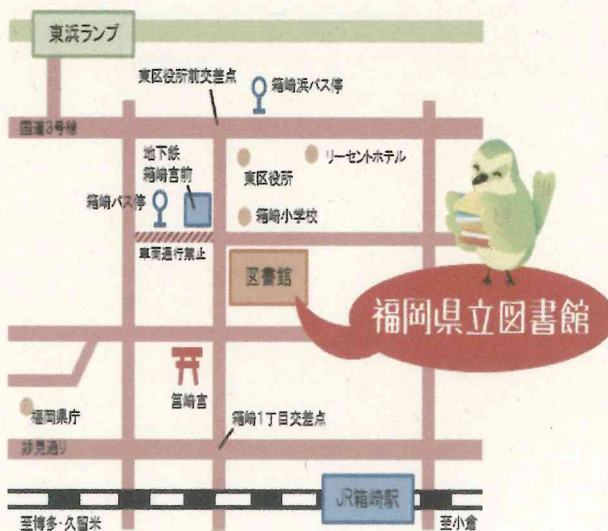 東浜ランプ
東区役所前交差点
箱崎浜バス停
国道3号線
地下鉄
箱崎宮前
東区役所
リーセントホテル
箱崎バス停
箱崎小学校
車両通行禁止
図書館
福岡県立図書館
筥崎宮
福岡県庁
箱崎1丁目交差点
妙見通り
JR箱崎駅
至博多・久留米
至小倉